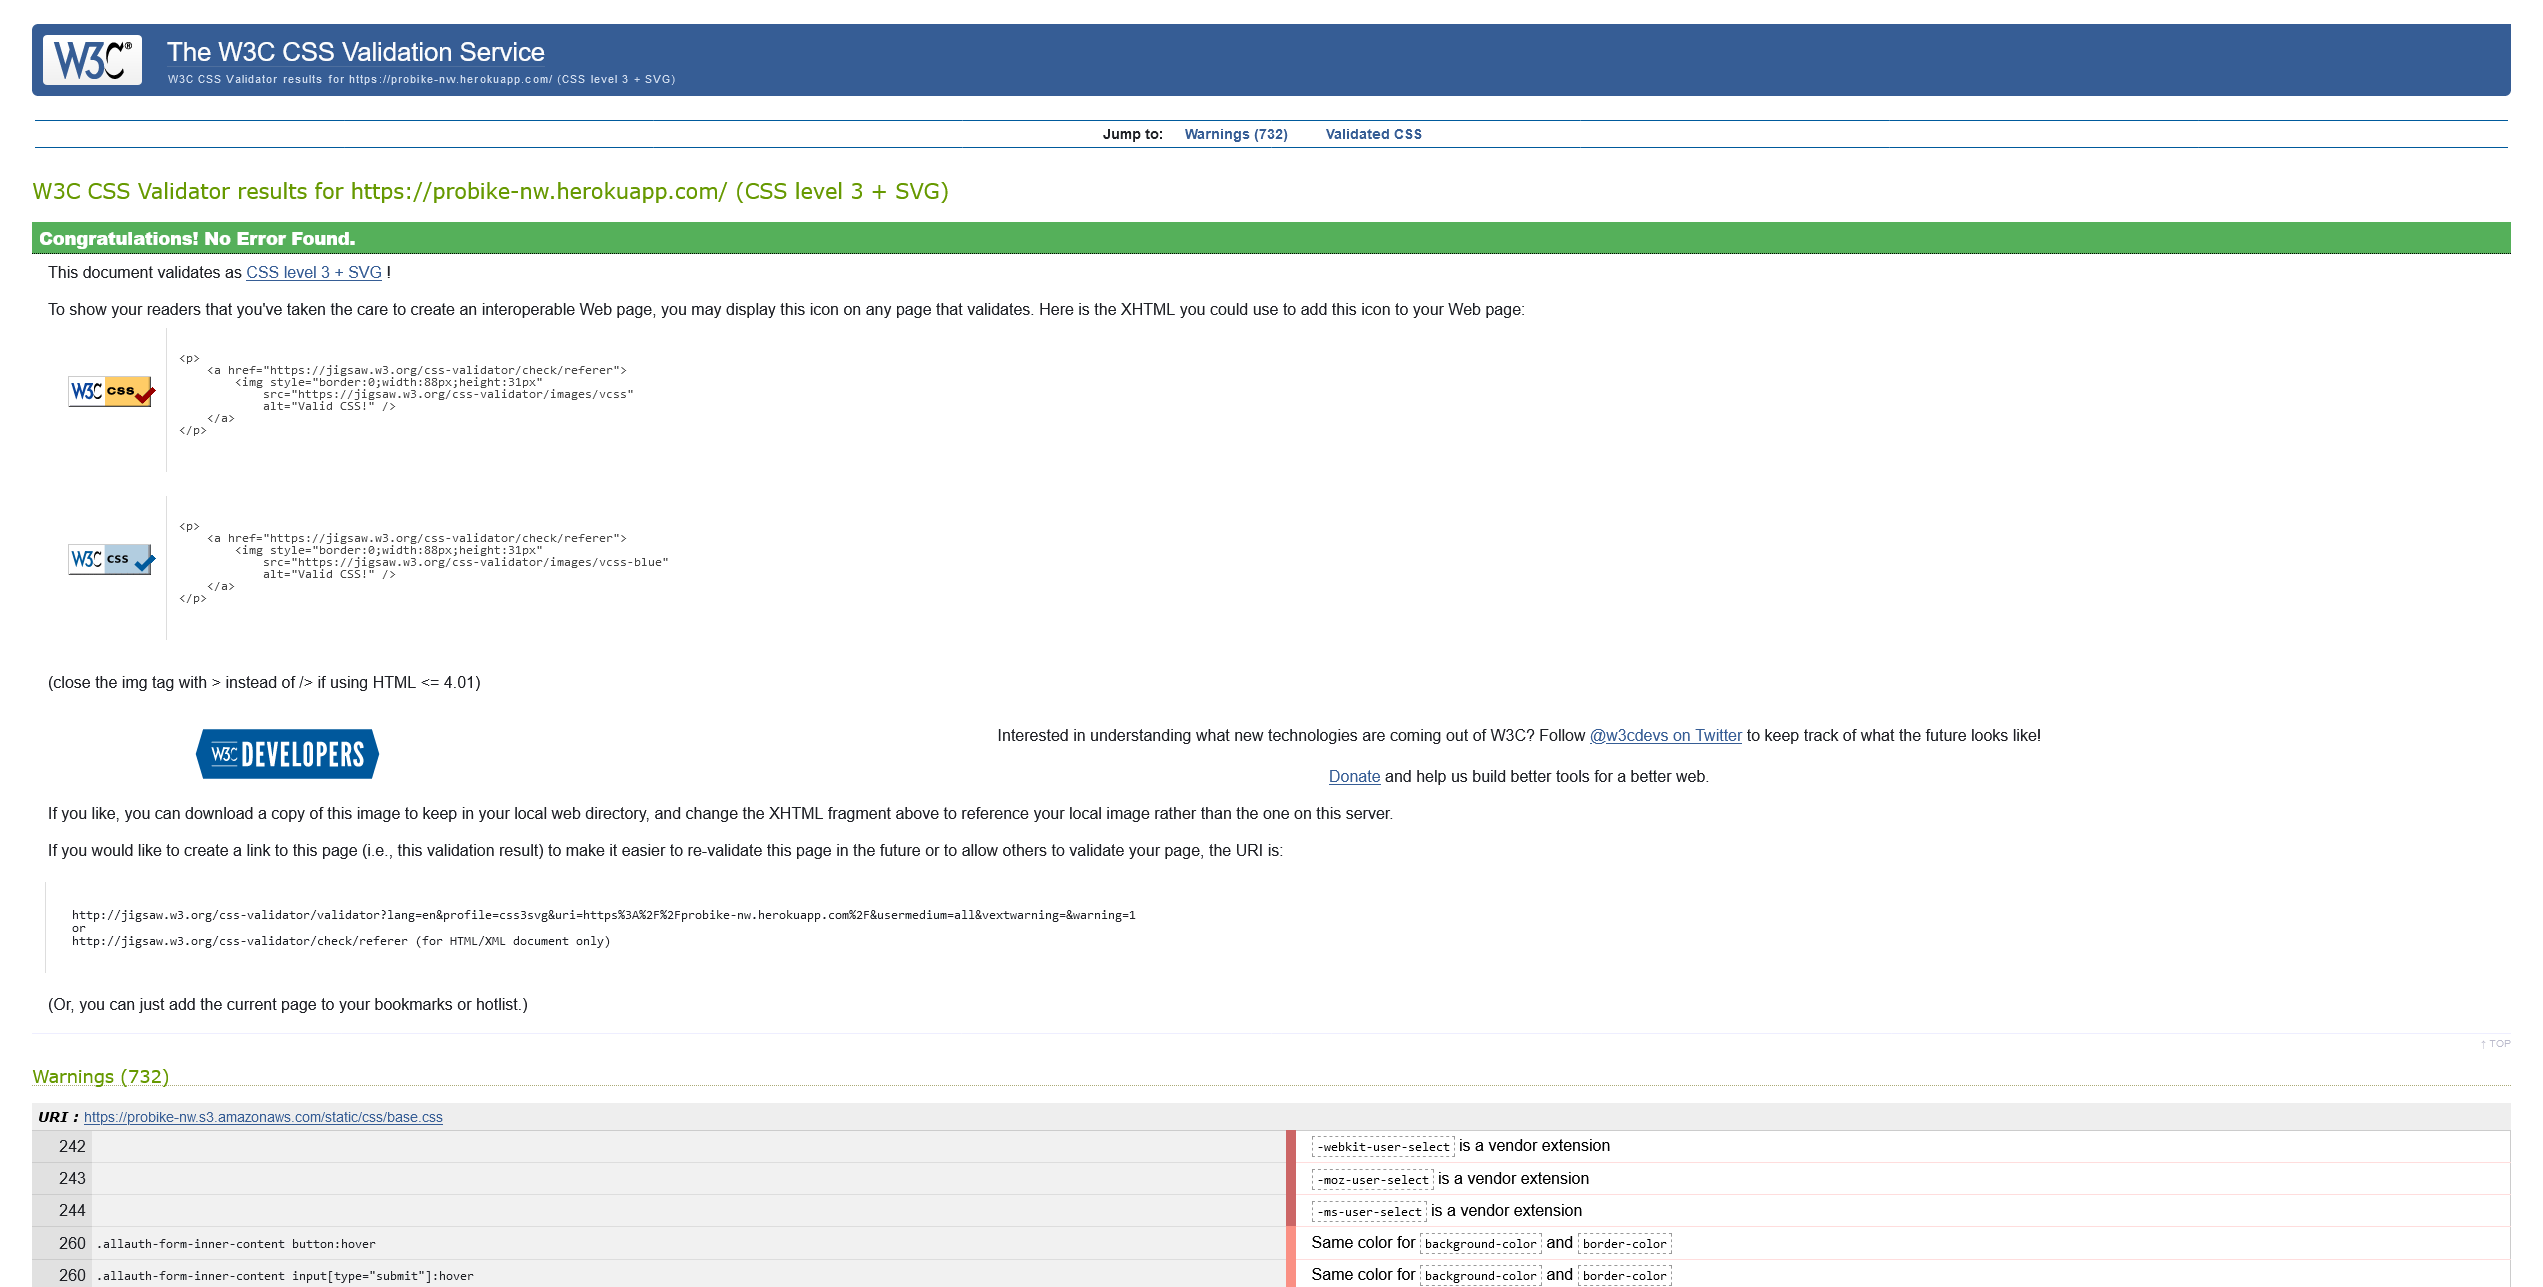 W3C®
The W3C CSS Validation Service
W3C CSS Validator results for https://probike-nw.herokuapp.com/ (CSS level 3 + SVG)
Jump to: Warnings (732) Validated CSS
W3C CSS Validator results for https://probike-nw.herokuapp.com/ (CSS level 3 + SVG)
Congratulations! No Error Found.
This document validates as CSS level 3 + SVG !
To show your readers that you've taken the care to create an interoperable Web page, you may display this icon on any page that validates. Here is the XHTML you could use to add this icon to your Web page:
W3C css
<p>
<a href="https://jigsaw.w3.org/css-validator/check/referer">
<img style="border:0;width:88px;height:31px"
src="https://jigsaw.w3.org/css-validator/images/vcss"
alt="Valid CSS!" />
</a>
</p>
W3C css
<p>
<a href="https://jigsaw.w3.org/css-validator/check/referer">
<img style="border:0;width:88px;height:31px"
src="https://jigsaw.w3.org/css-validator/images/vcss-blue"
alt="Valid CSS!" />
</a>
</p>
(close the img tag with > instead of /> if using HTML <= 4.01)
W3C DEVELOPERS
Interested in understanding what new technologies are coming out of W3C? Follow @w3cdevs on Twitter to keep track of what the future looks like!
Donate and help us build better tools for a better web.
If you like, you can download a copy of this image to keep in your local web directory, and change the XHTML fragment above to reference your local image rather than the one on this server.
If you would like to create a link to this page (i.e., this validation result) to make it easier to re-validate this page in the future or to allow others to validate your page, the URI is:
http://jigsaw.w3.org/css-validator/validator?lang=en&profile=css3svg&uri=https%3A%2F%2Fprobike-nw.herokuapp.com%2F&usermedium=all&vextwarning=&warning=1
or
http://jigsaw.w3.org/css-validator/check/referer (for HTML/XML document only)
(Or, you can just add the current page to your bookmarks or hotlist.)
↑ TOP
Warnings (732)
URI : https://probike-nw.s3.amazonaws.com/static/css/base.css
242 -webkit-user-select is a vendor extension
243 -moz-user-select is a vendor extension
244 -ms-user-select is a vendor extension
260 .allauth-form-inner-content button:hover Same color for background-color and border-color
260 .allauth-form-inner-content input[type="submit"]:hover Same color for background-color and border-color